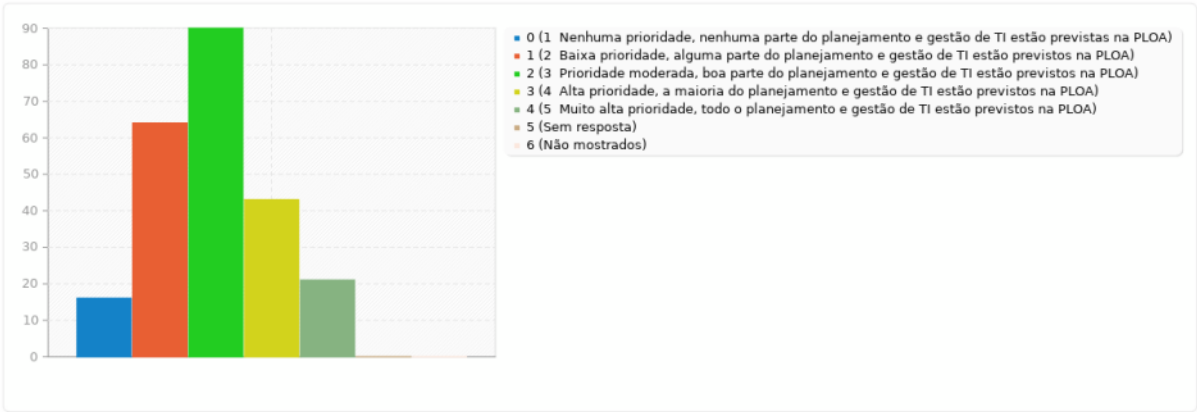 90
80
70
60
50
40
30
20
10
0
0 (1  Nenhuma prioridade, nenhuma parte do planejamento e gestão de TI estão previstas na PLOA)
1 (2  Baixa prioridade, alguma parte do planejamento e gestão de TI estão previstos na PLOA)
2 (3  Prioridade moderada, boa parte do planejamento e gestão de TI estão previstos na PLOA)
3 (4  Alta prioridade, a maioria do planejamento e gestão de TI estão previstos na PLOA)
4 (5  Muito alta prioridade, todo o planejamento e gestão de TI estão previstos na PLOA)
5 (Sem resposta)
6 (Não mostrados)